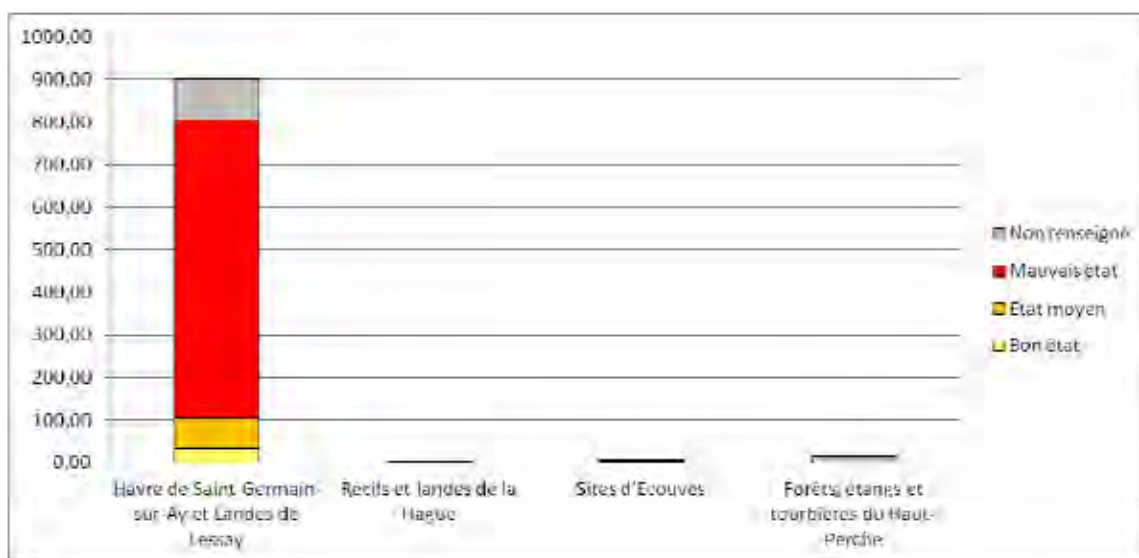 1000,00
900,00
800,00
700,00
600,00
500,00
400,00
300,00
200,00
100,00
0,00
Havre de Saint-Germain-
sur-Ay et Landes de
Lessay
Récifs et landes de la
Hague
Sites d'Ecouves
Forêts, étangs et
tourbières du Haut-
Perche
Non renseigné
Mauvais état
Etat moyen
Bon état